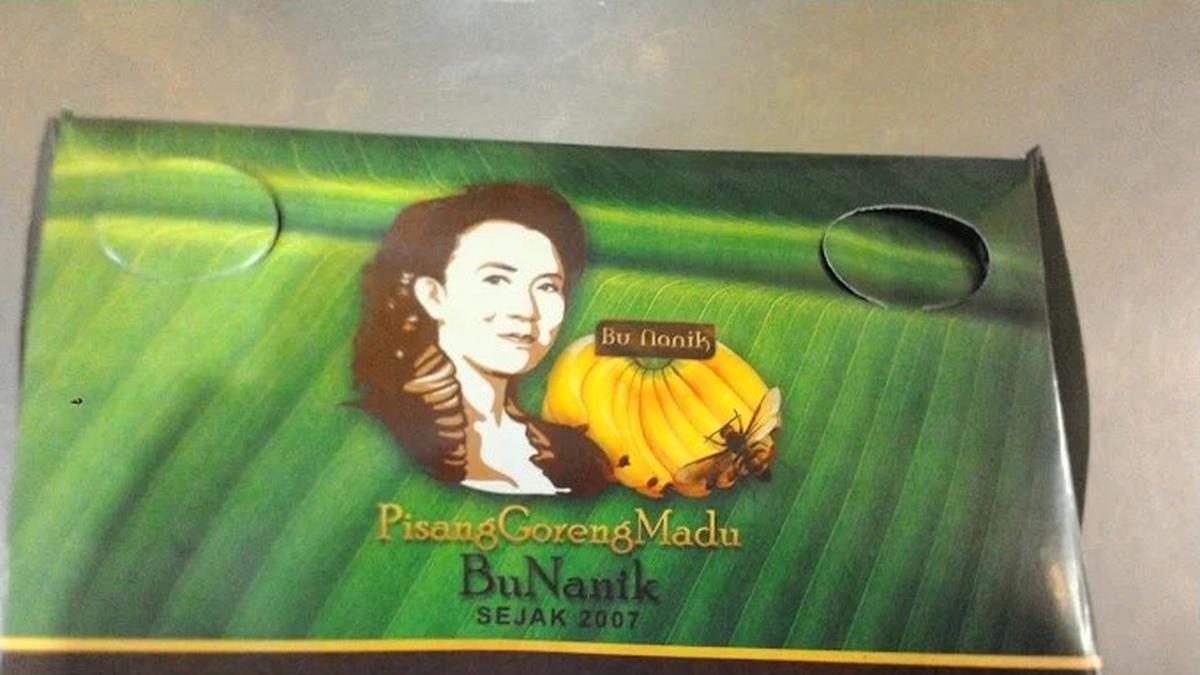 Bu Nanik
PisangGorengMadu
BuNanik
SEJAK 2007